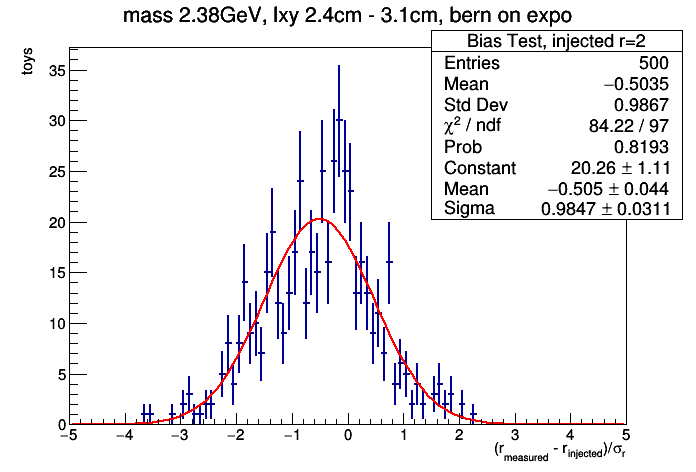 mass 2.38GeV, lxy 2.4cm - 3.1cm, bern on expo
Bias Test, injected r=2
Entries 500
Mean −0.5035
Std Dev 0.9867
χ² / ndf 84.22 / 97
Prob 0.8193
Constant 20.26 ± 1.11
Mean −0.505 ± 0.044
Sigma 0.9847 ± 0.0311
toys
35
30
25
20
15
10
5
0
−5 −4 −3 −2 −1 0 1 2 3 4 5
(r_measured - r_injected)/σ_r